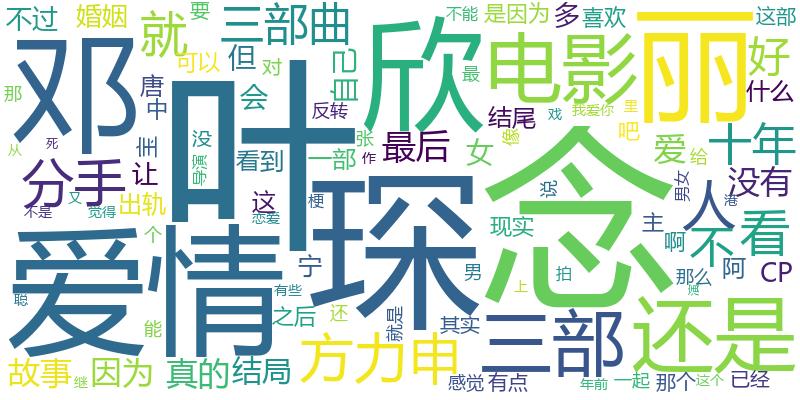 不过
婚姻
就
要
三部曲
不能
是因为
多
喜欢
丽
这部
邓
叶
欣
电影
好
可以
但
对
自己
最
那
唐
中
会
反转
结尾
我爱你
里
什么
像
戏
吧
从
死
主
没
导演
看到
一部
张
作
最后
女
说
爱
给
十年
分手
让
这
琛
念
男女
人
港
没有
不是
又
觉得
出轨
恋爱
梗
现实
主
不
看
爱情
个
宁
男
拍
啊
那么
阿
CP
聪
能
有些
之后
还
就是
其实
上
三部
还是
故事
继
因为
真的
结局
方力申
感觉
有点
年前
一起
那个
这个
已经